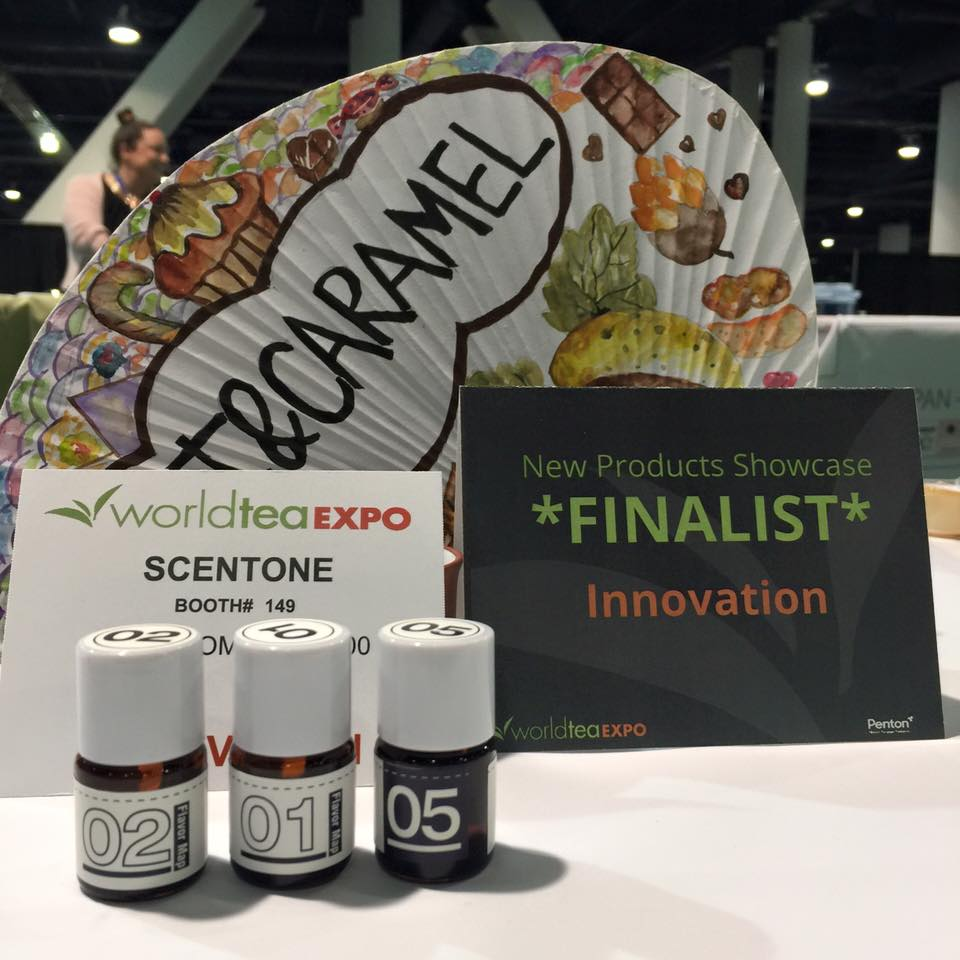 T&CARAMEL
worldteaEXPO
SCENTONE
BOOTH# 149
New Products Showcase
*FINALIST*
Innovation
worldteaEXPO
Penton
02
01
05
02
Flavor Map
01
Flavor Map
05